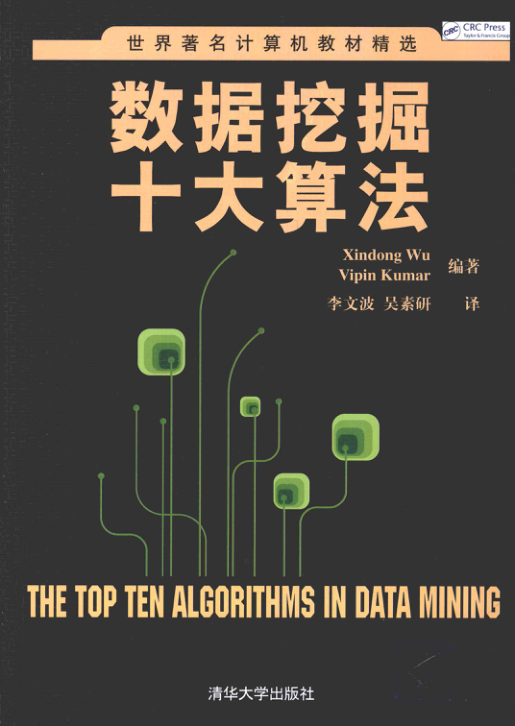 CRC
CRC Press
Taylor & Francis Group
世界著名计算机教材精选
数据挖掘
十大算法
Xindong Wu
Vipin Kumar
编著
李文波 吴素研 译
THE TOP TEN ALGORITHMS IN DATA MINING
清华大学出版社